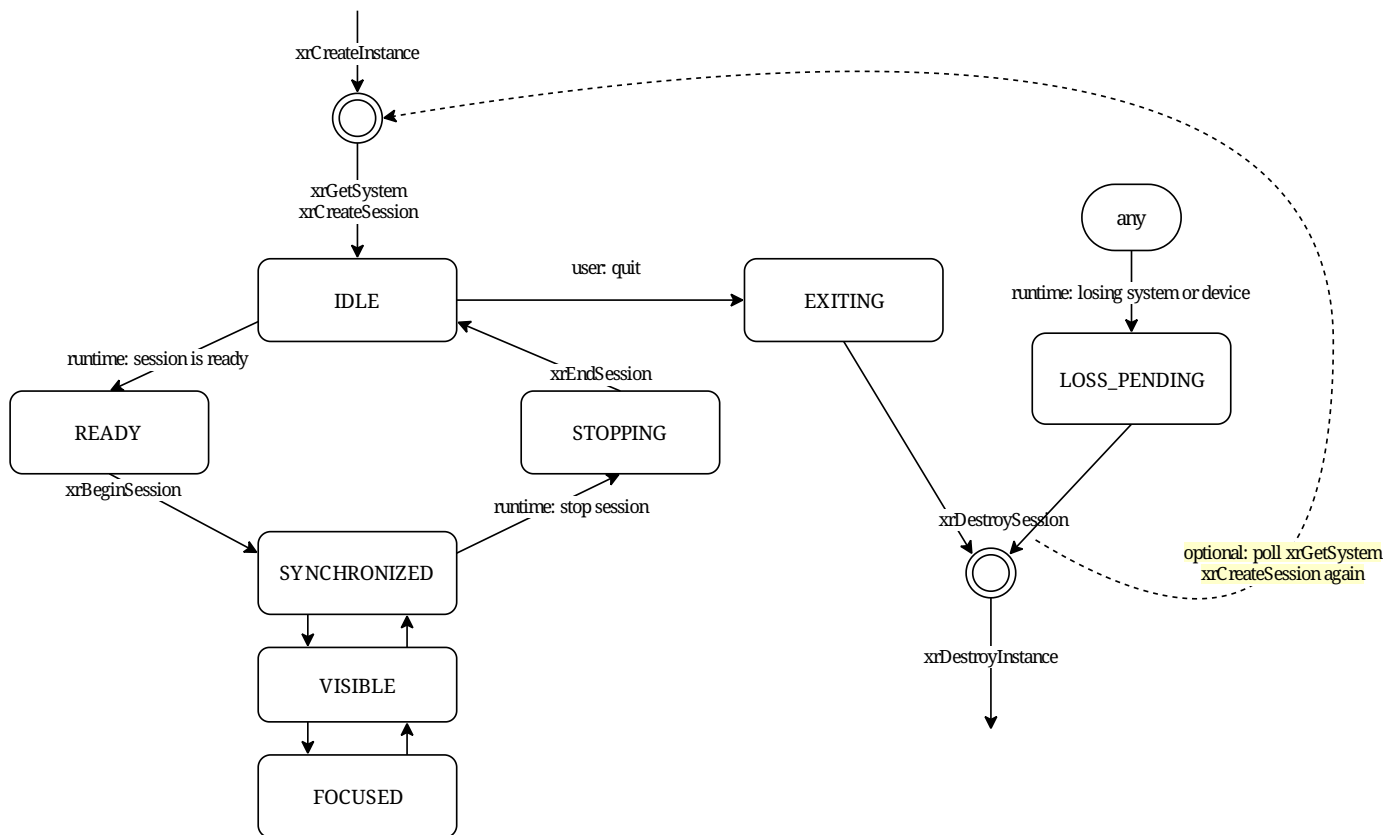 xrCreateInstance
xrGetSystem
xrCreateSession
any
IDLE
user: quit
EXITING
runtime: losing system or device
runtime: session is ready
xrEndSession
LOSS_PENDING
READY
STOPPING
xrBeginSession
runtime: stop session
xrDestroySession
optional: poll xrGetSystem
xrCreateSession again
SYNCHRONIZED
xrDestroyInstance
VISIBLE
FOCUSED